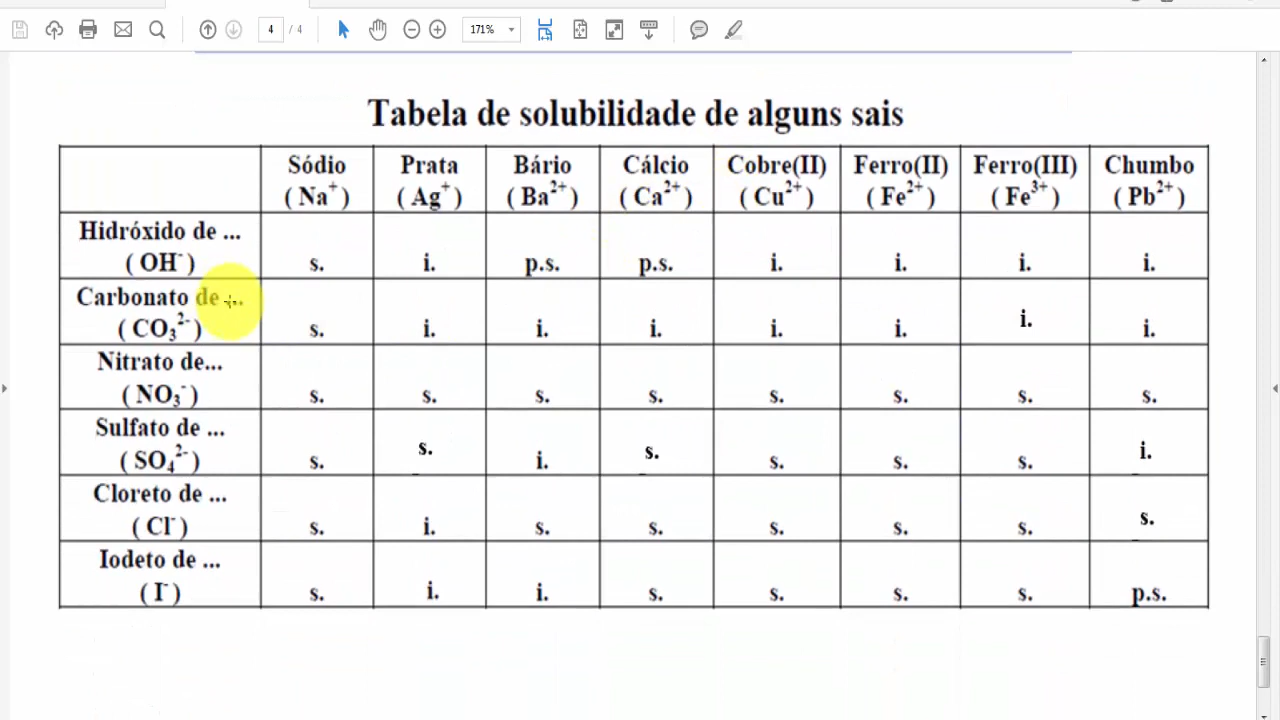 4 / 4 171%
Tabela de solubilidade de alguns sais
Sódio Prata Bário Cálcio Cobre(II) Ferro(II) Ferro(III) Chumbo
( Na⁺ ) ( Ag⁺ ) ( Ba²⁺ ) ( Ca²⁺ ) ( Cu²⁺ ) ( Fe²⁺ ) ( Fe³⁺ ) ( Pb²⁺ )
Hidróxido de ...
( OH⁻ ) s. i. p.s. p.s. i. i. i. i.
Carbonato de ...
( CO₃²⁻ ) s. i. i. i. i. i. i. i.
Nitrato de...
( NO₃⁻ ) s. s. s. s. s. s. s. s.
Sulfato de ...
( SO₄²⁻ ) s. s. i. s. s. s. s. i.
Cloreto de ...
( Cl⁻ ) s. i. s. s. s. s. s. s.
Iodeto de ...
( I⁻ ) s. i. i. s. s. s. s. p.s.